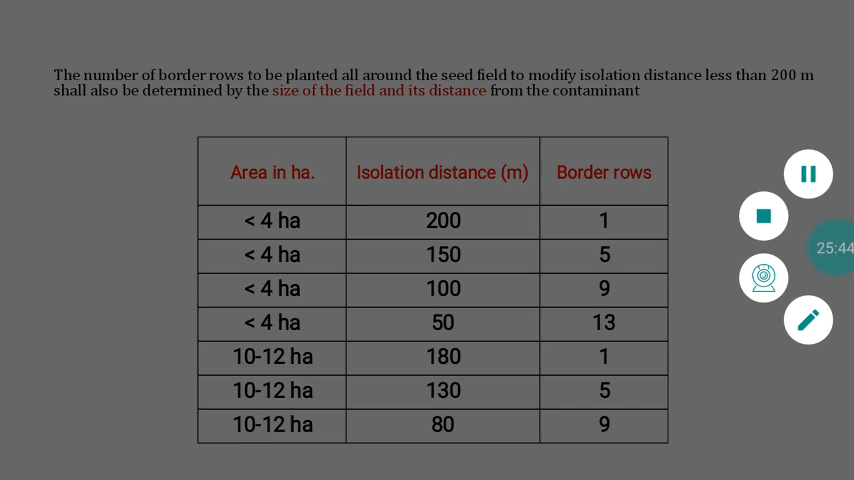 The number of border rows to be planted all around the seed field to modify isolation distance less than 200 m
shall also be determined by the size of the field and its distance from the contaminant
Area in ha. Isolation distance (m) Border rows
< 4 ha 200 1
< 4 ha 150 5
< 4 ha 100 9
< 4 ha 50 13
10-12 ha 180 1
10-12 ha 130 5
10-12 ha 80 9
25:44